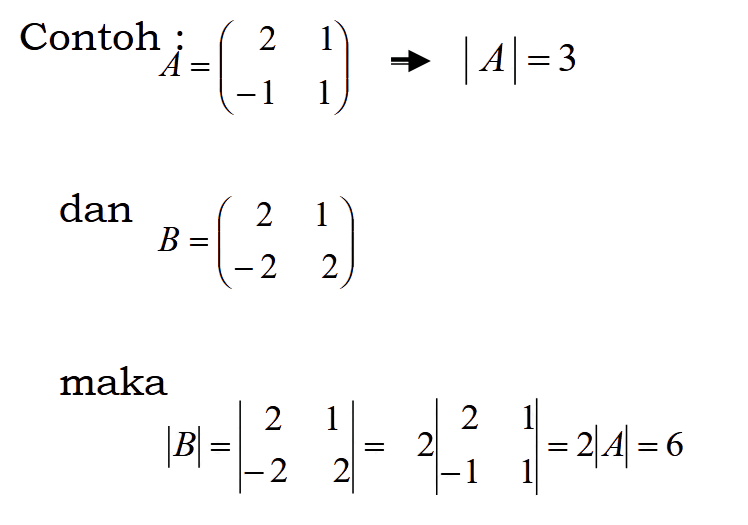 Contoh :
A = ( 2 1 ➔ |A| = 3
-1 1 )
dan
B = ( 2 1
-2 2 )
maka
|B| = | 2 1 | = 2 | 2 1 | = 2|A| = 6
| -2 2 | | -1 1 |